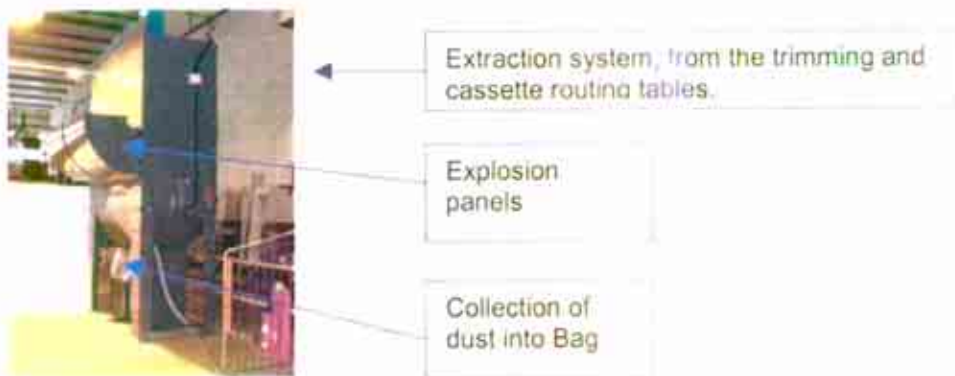 Extraction system, from the trimming and
cassette routing tables.
Explosion
panels
Collection of
dust into Bag